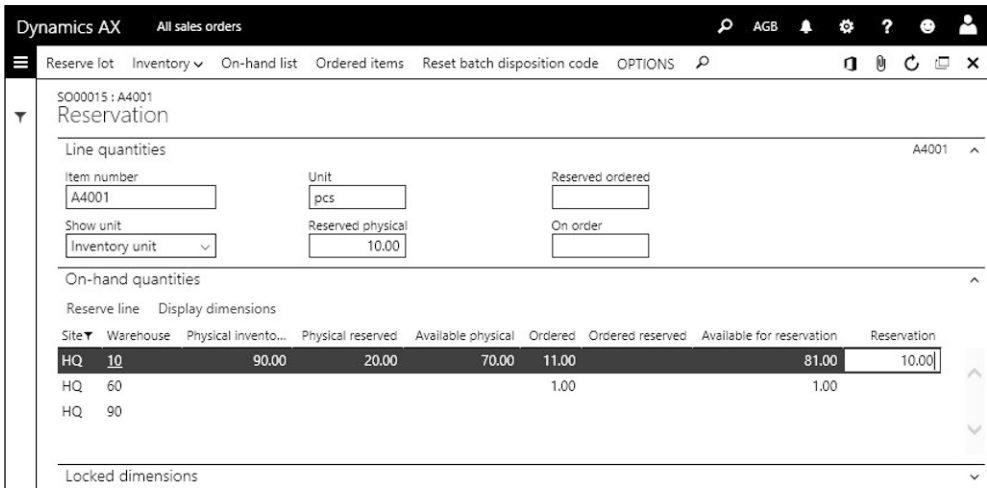 Dynamics AX All sales orders AGB ?
Reserve lot Inventory On-hand list Ordered items Reset batch disposition code OPTIONS
SO00015 : A4001
Reservation
Line quantities A4001
Item number Unit Reserved ordered
A4001 pcs
Show unit Reserved physical On order
Inventory unit 10.00
On-hand quantities
Reserve line Display dimensions
Site Warehouse Physical invento... Physical reserved Available physical Ordered Ordered reserved Available for reservation Reservation
HQ 10 90.00 20.00 70.00 11.00 81.00 10.00
HQ 60 1.00 1.00
HQ 90
Locked dimensions